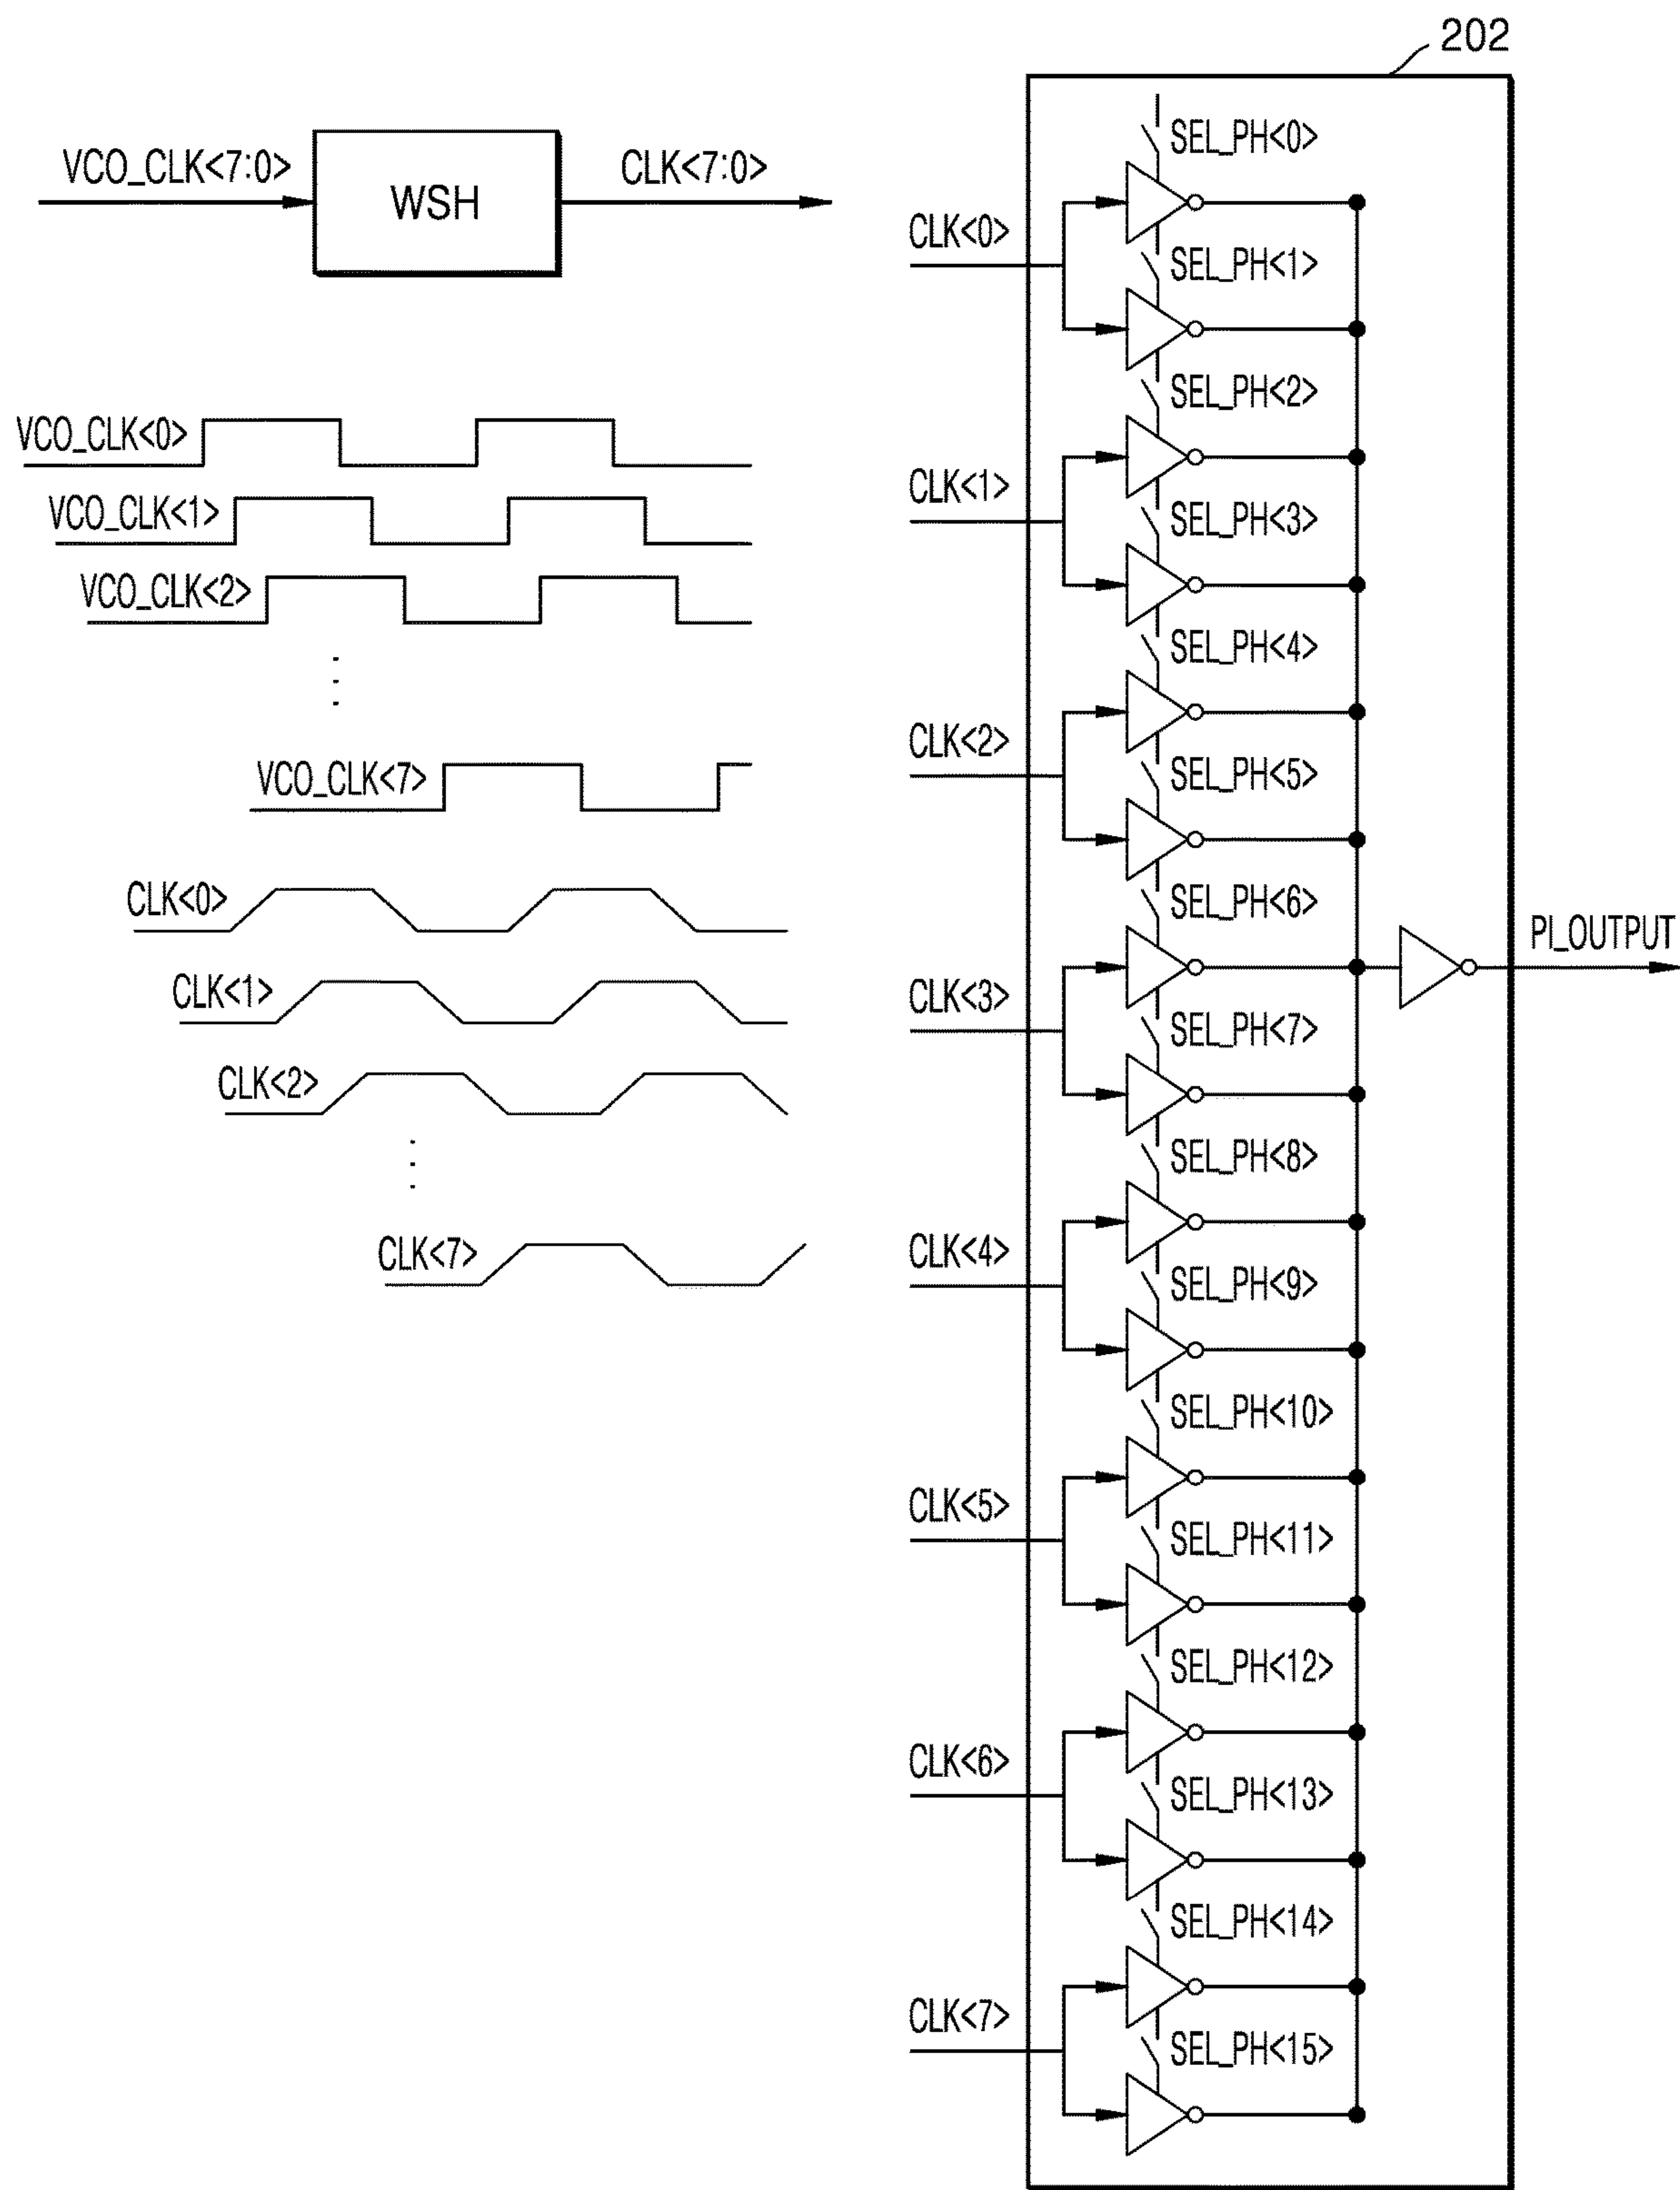 202
VCO_CLK<7:0>
WSH
CLK<7:0>
VCO_CLK<0>
VCO_CLK<1>
VCO_CLK<2>
VCO_CLK<7>
CLK<0>
CLK<1>
CLK<2>
CLK<7>
CLK<0>
CLK<1>
CLK<2>
CLK<3>
CLK<4>
CLK<5>
CLK<6>
CLK<7>
SEL_PH<0>
SEL_PH<1>
SEL_PH<2>
SEL_PH<3>
SEL_PH<4>
SEL_PH<5>
SEL_PH<6>
SEL_PH<7>
SEL_PH<8>
SEL_PH<9>
SEL_PH<10>
SEL_PH<11>
SEL_PH<12>
SEL_PH<13>
SEL_PH<14>
SEL_PH<15>
PI_OUTPUT